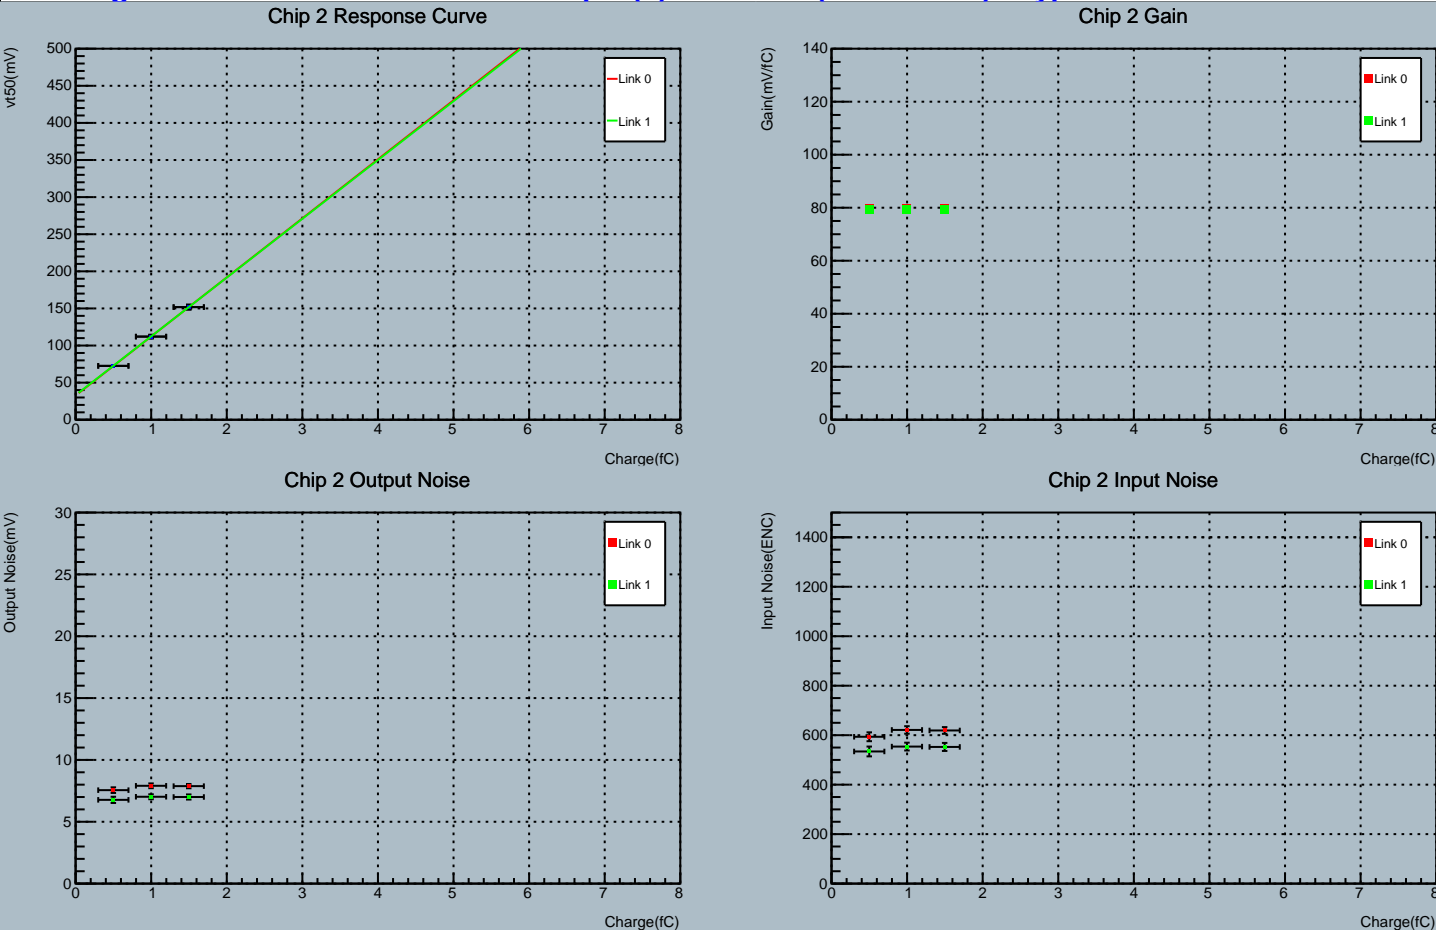 Chip 2 Response Curve
vt50(mV)
500
450
400
350
300
250
200
150
100
50
0
0 1 2 3 4 5 6 7 8
Charge(fC)
Link 0
Link 1
Chip 2 Gain
Gain(mV/fC)
140
120
100
80
60
40
20
0
0 1 2 3 4 5 6 7 8
Charge(fC)
Link 0
Link 1
Chip 2 Output Noise
Output Noise(mV)
30
25
20
15
10
5
0
0 1 2 3 4 5 6 7 8
Charge(fC)
Link 0
Link 1
Chip 2 Input Noise
Input Noise(ENC)
1400
1200
1000
800
600
400
200
0
0 1 2 3 4 5 6 7 8
Charge(fC)
Link 0
Link 1